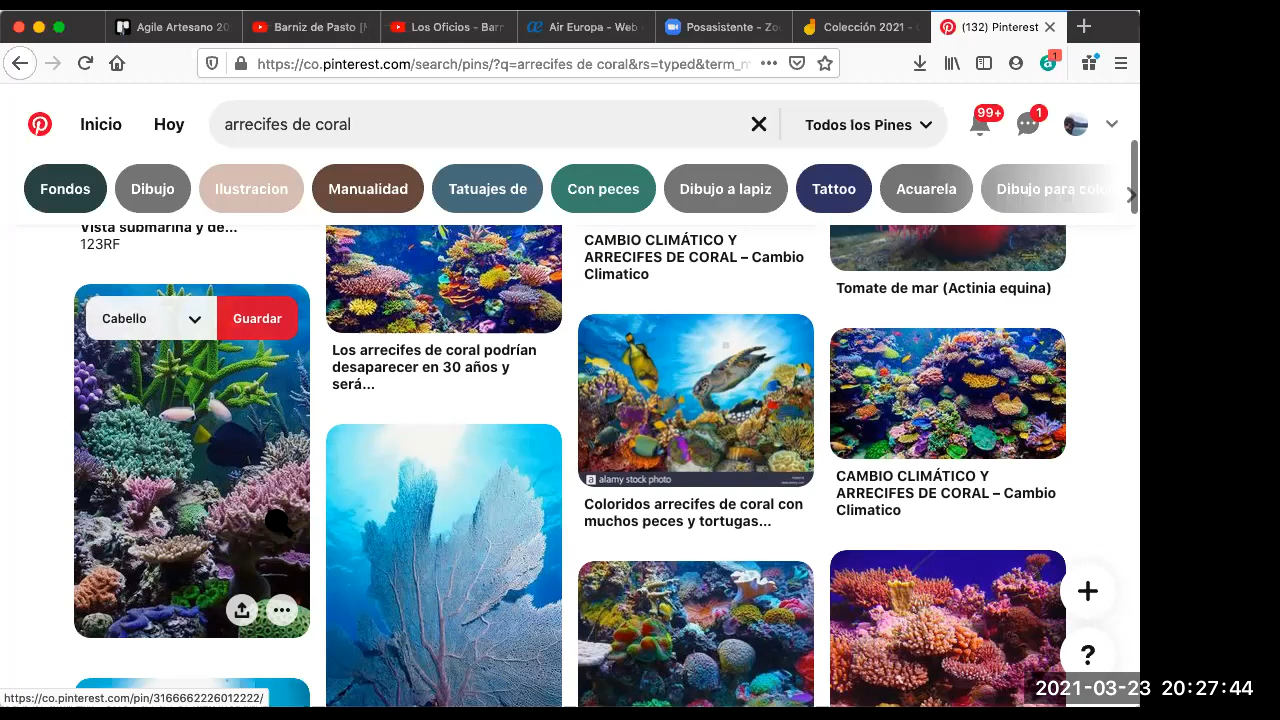 Agile Artesano 20
Barniz de Pasto [
Los Oficios - Barn
Air Europa - Web
Posasistente - Zo
Colección 2021 -
(132) Pinterest
https://co.pinterest.com/search/pins/?q=arrecifes de coral&rs=typed&term_m
1
Inicio
Hoy
arrecifes de coral
Todos los Pines
99+
1
Fondos
Dibujo
Ilustracion
Manualidad
Tatuajes de
Con peces
Dibujo a lapiz
Tattoo
Acuarela
Dibujo para color
Vista submarina y de...
123RF
Cabello
Guardar
Los arrecifes de coral podrían
desaparecer en 30 años y
será...
CAMBIO CLIMÁTICO Y
ARRECIFES DE CORAL – Cambio
Climatico
a alamy stock photo
Coloridos arrecifes de coral con
muchos peces y tortugas...
Tomate de mar (Actinia equina)
CAMBIO CLIMÁTICO Y
ARRECIFES DE CORAL – Cambio
Climatico
?
https://co.pinterest.com/pin/3166662226012222/
2021-03-23 20:27:44